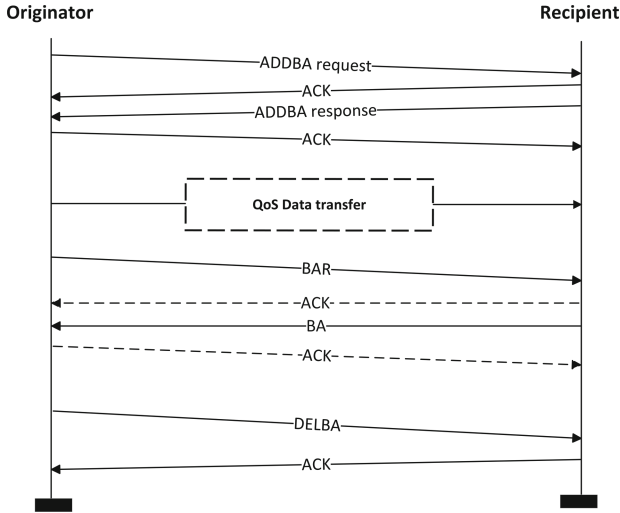 Originator
Recipient
ADDBA request
ACK
ADDBA response
ACK
QoS Data transfer
BAR
ACK
BA
ACK
DELBA
ACK